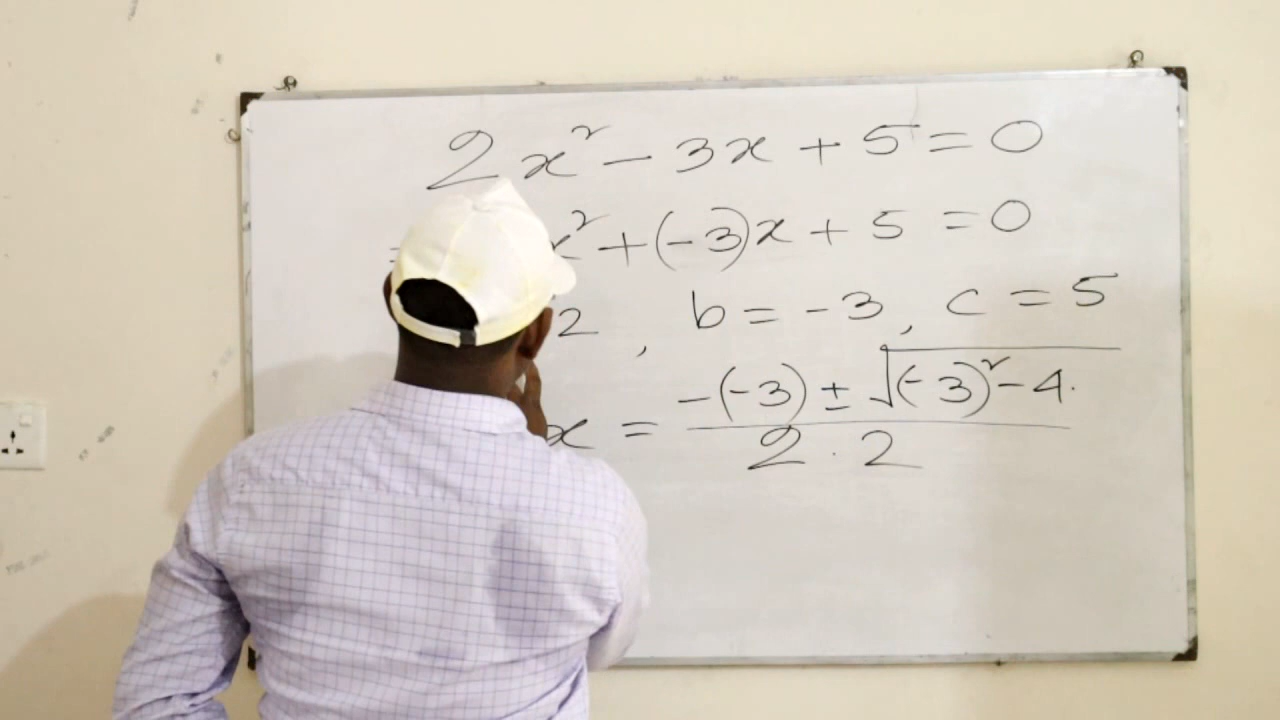 2x² - 3x + 5 = 0
x² + (-3)x + 5 = 0
2 , b = -3 , c = 5
x = -(-3) ± √(-3)² - 4.
2 . 2